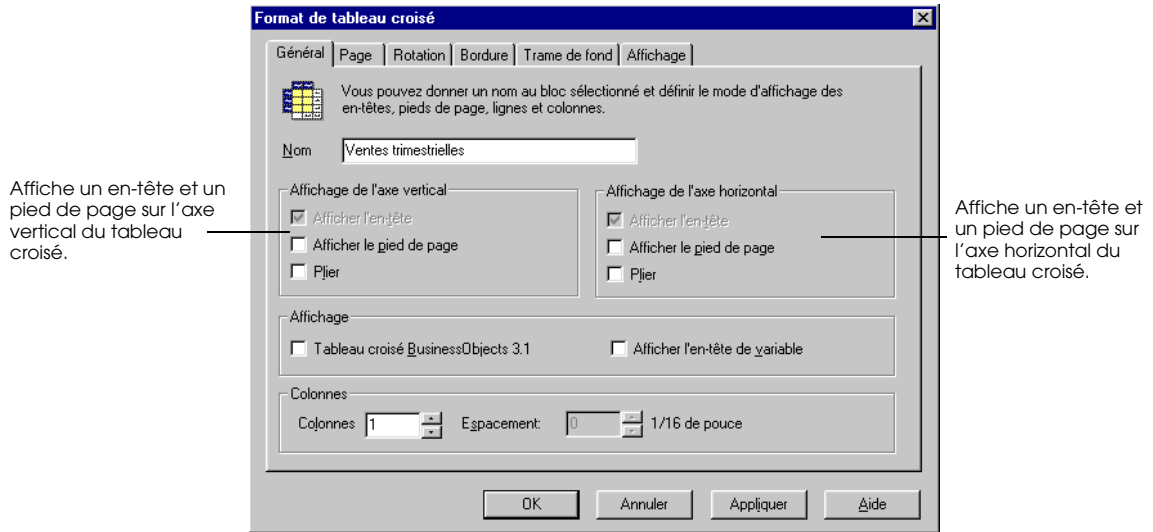 Format de tableau croisé
Général Page Rotation Bordure Trame de fond Affichage
Vous pouvez donner un nom au bloc sélectionné et définir le mode d'affichage des
en-têtes, pieds de page, lignes et colonnes.
Nom Ventes trimestrielles
Affiche un en-tête et un
pied de page sur l'axe
vertical du tableau
croisé.
Affichage de l'axe vertical
Afficher l'en-tête
Afficher le pied de page
Plier
Affichage de l'axe horizontal
Afficher l'en-tête
Afficher le pied de page
Plier
Affiche un en-tête et
un pied de page sur
l'axe horizontal du
tableau croisé.
Affichage
Tableau croisé BusinessObjects 3.1 Afficher l'en-tête de variable
Colonnes
Colonnes 1 Espacement: 0 1/16 de pouce
OK Annuler Appliquer Aide